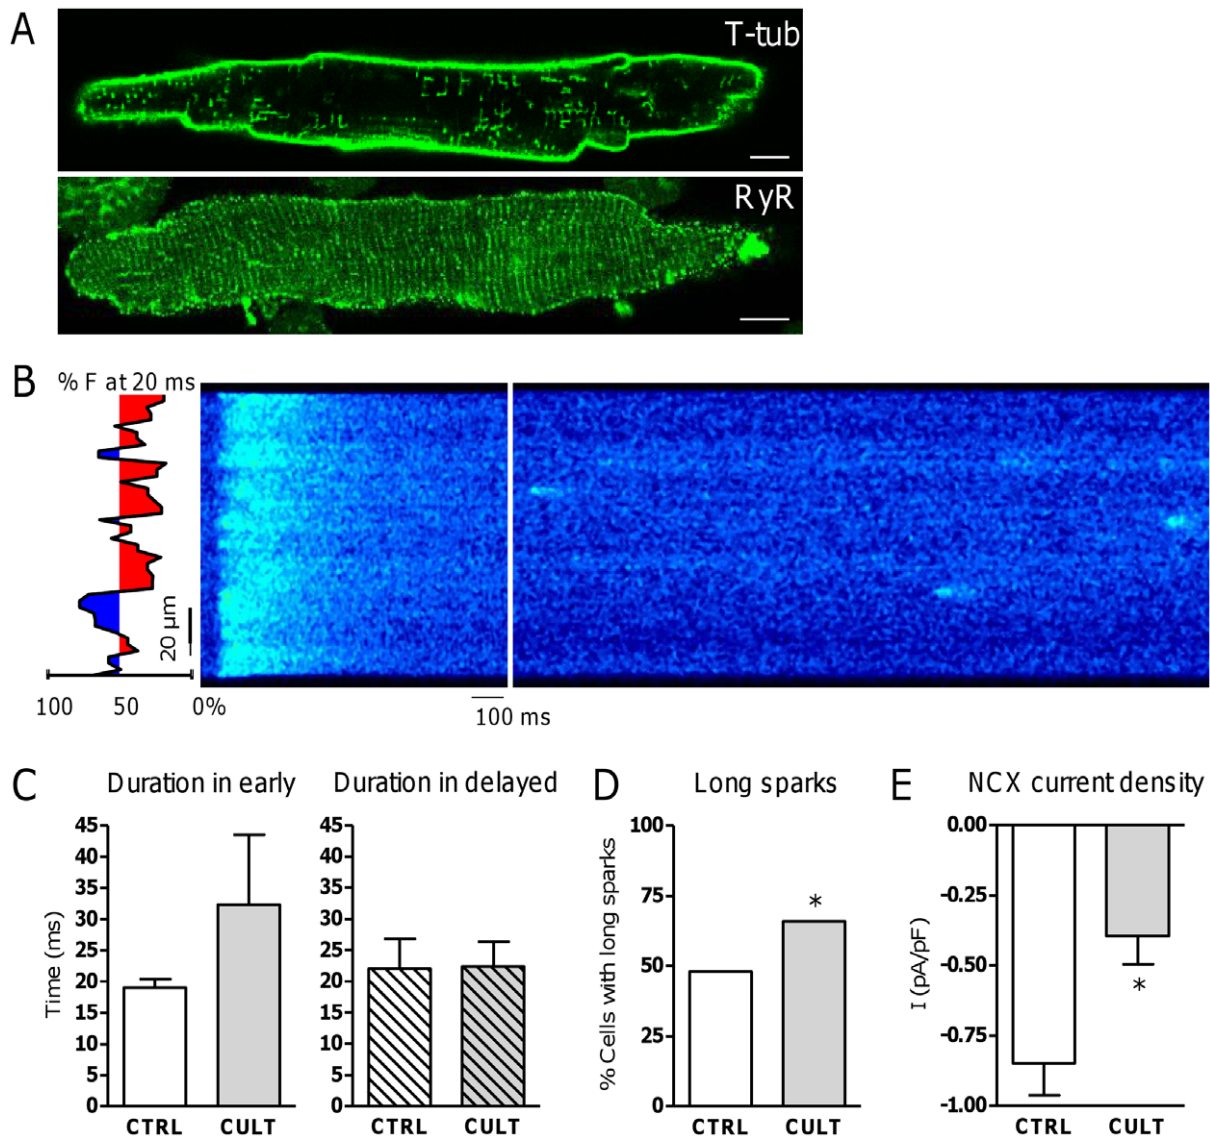 A
T-tub
RyR
B
% F at 20 ms
20 µm
100 50 0%
100 ms
C Duration in early Duration in delayed
Time (ms)
45
40
35
30
25
20
15
10
5
0
CTRL CULT
45
40
35
30
25
20
15
10
5
0
CTRL CULT
D Long sparks
% Cells with long sparks
100
75
50
25
0
*
CTRL CULT
E NCX current density
I (pA/pF)
0.00
-0.25
-0.50
-0.75
-1.00
*
CTRL CULT